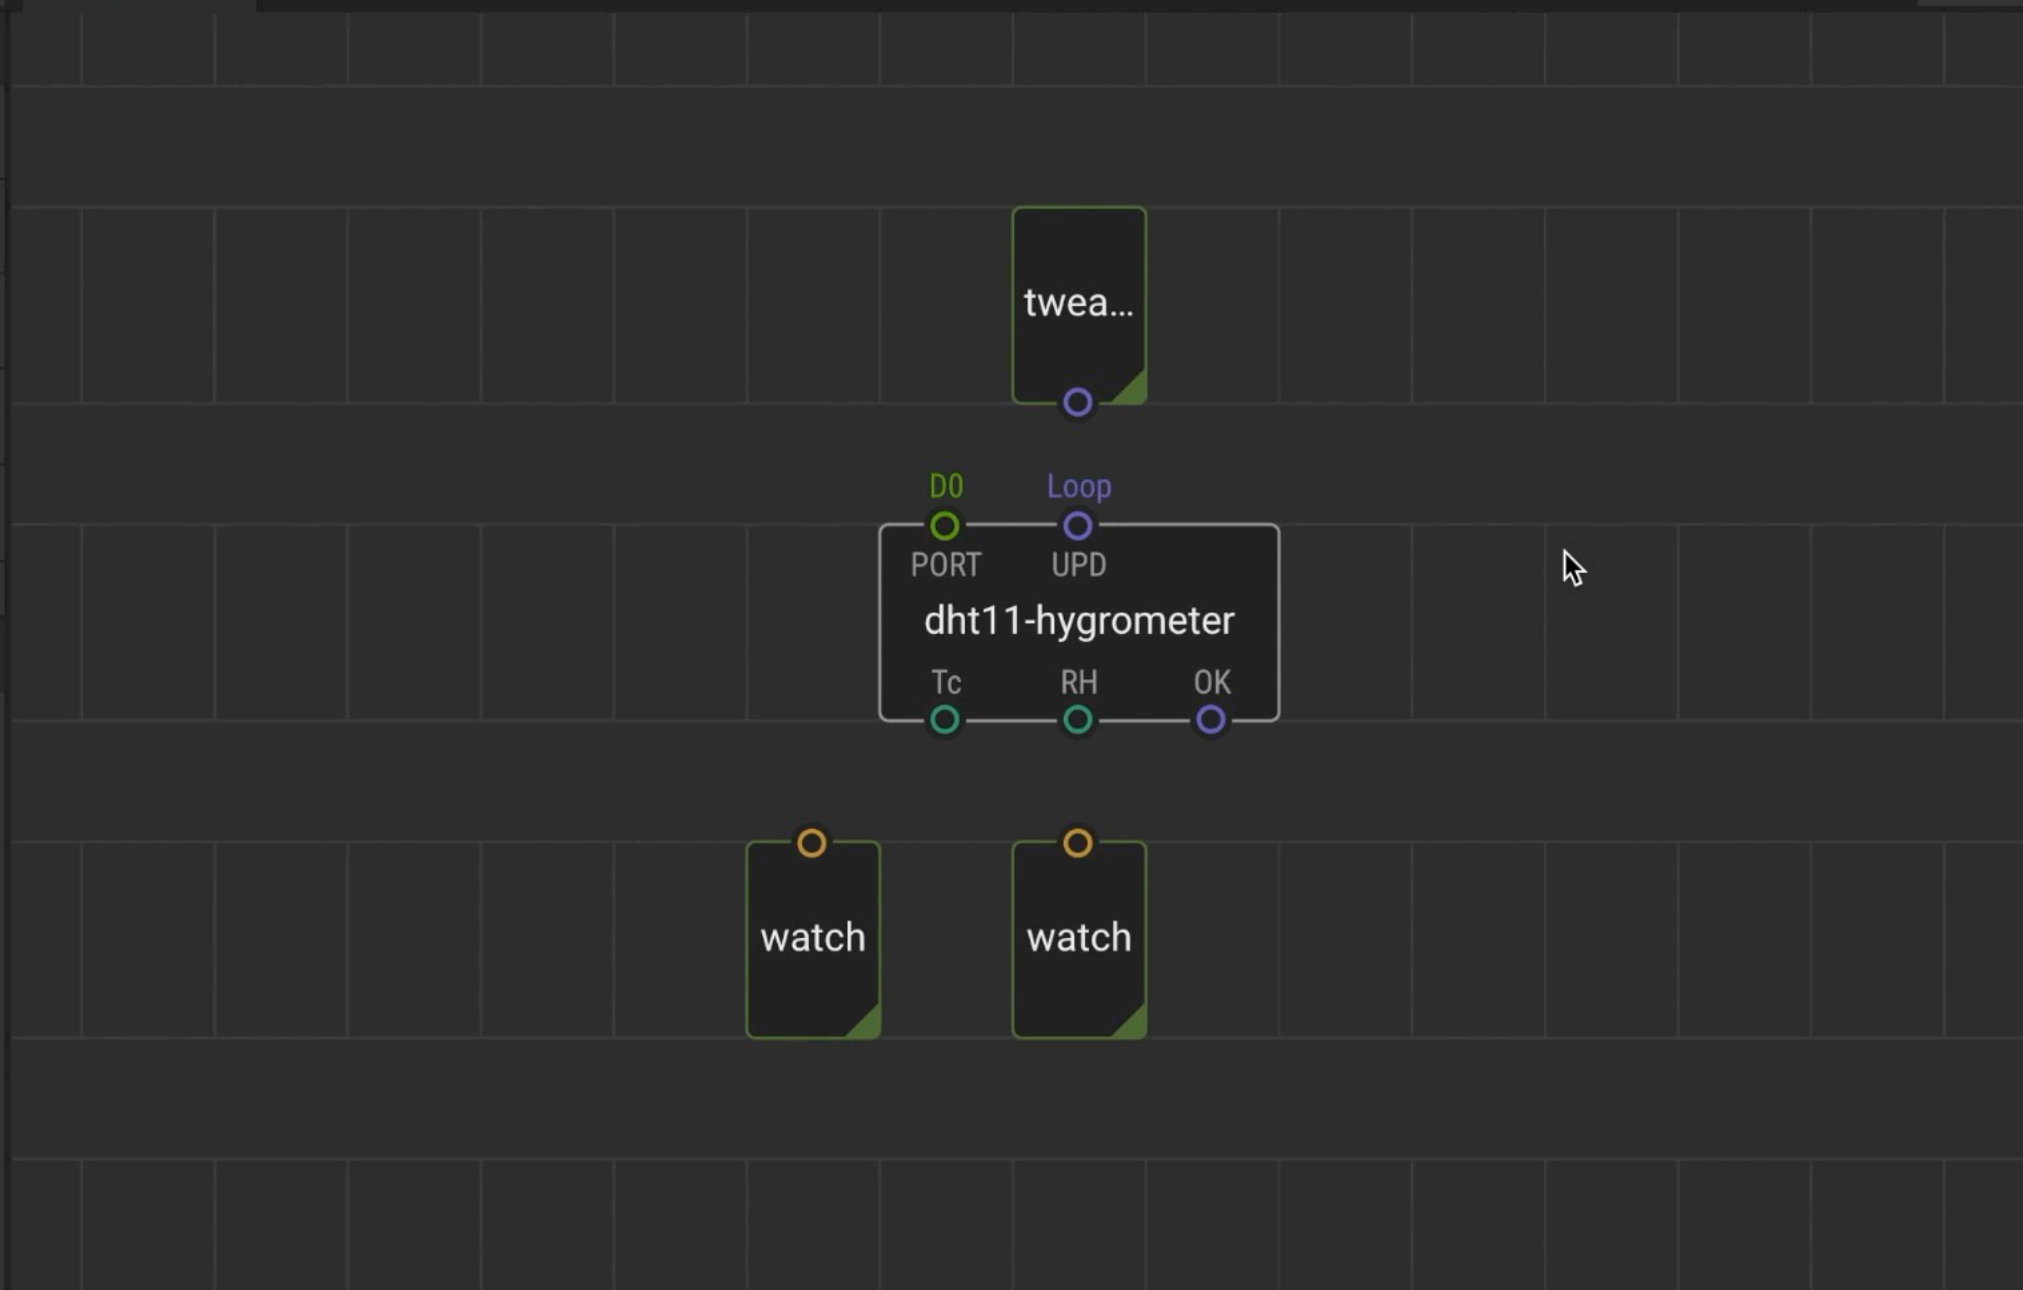 twea...
D0 Loop
PORT UPD
dht11-hygrometer
Tc RH OK
watch watch